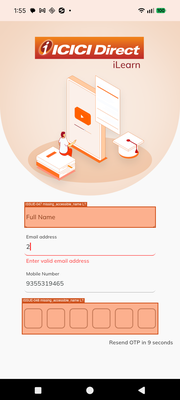 1:55
ICICI Direct
iLearn
Full Name
Email address
2
Enter valid email address
Mobile Number
9355319465
Resend OTP in 9 seconds